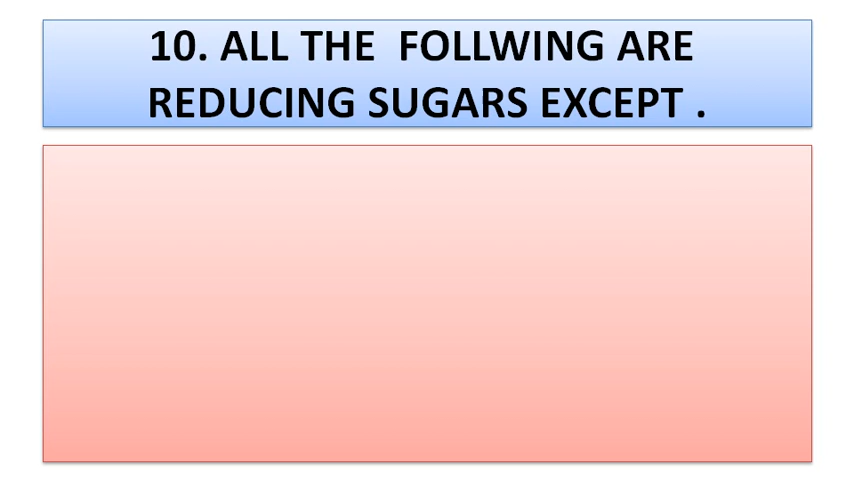 10. ALL THE  FOLLWING ARE
REDUCING SUGARS EXCEPT .